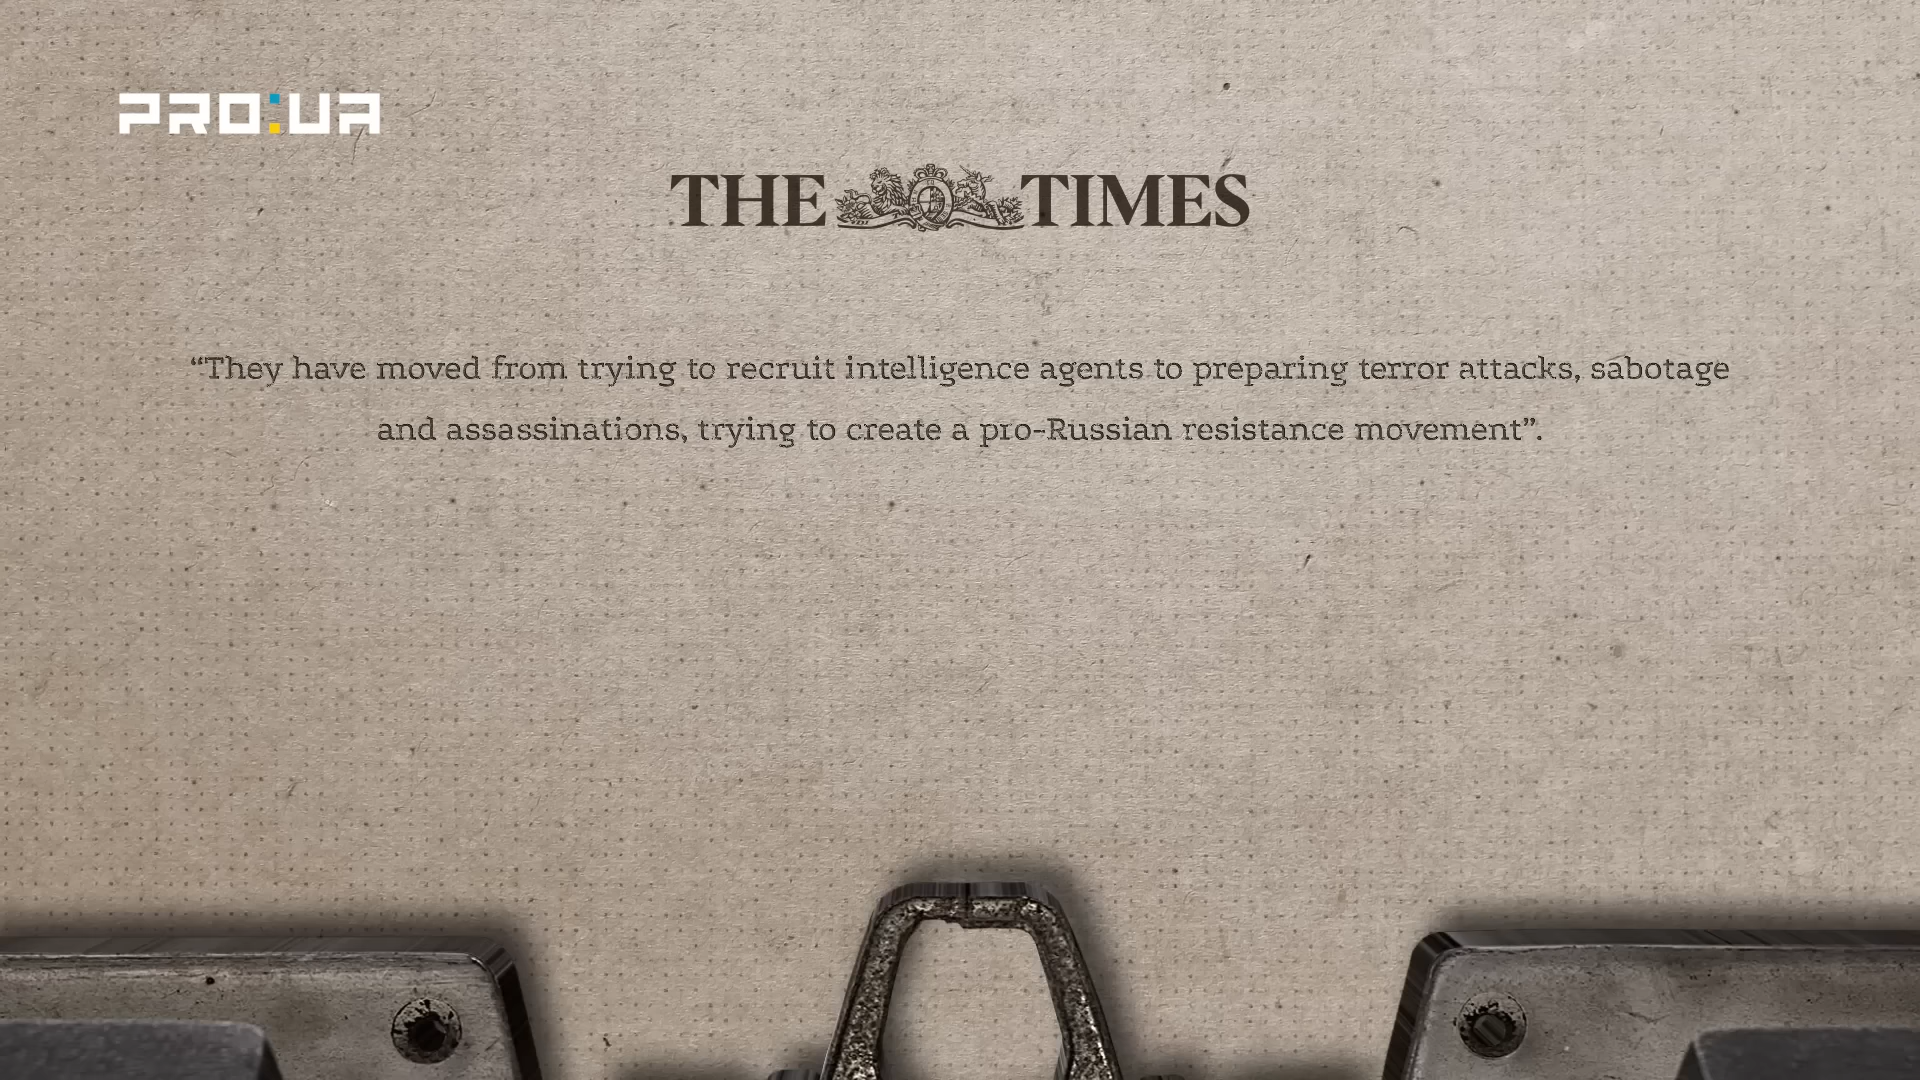 PRO:UA
THE TIMES
“They have moved from trying to recruit intelligence agents to preparing terror attacks, sabotage
and assassinations, trying to create a pro-Russian resistance movement”.